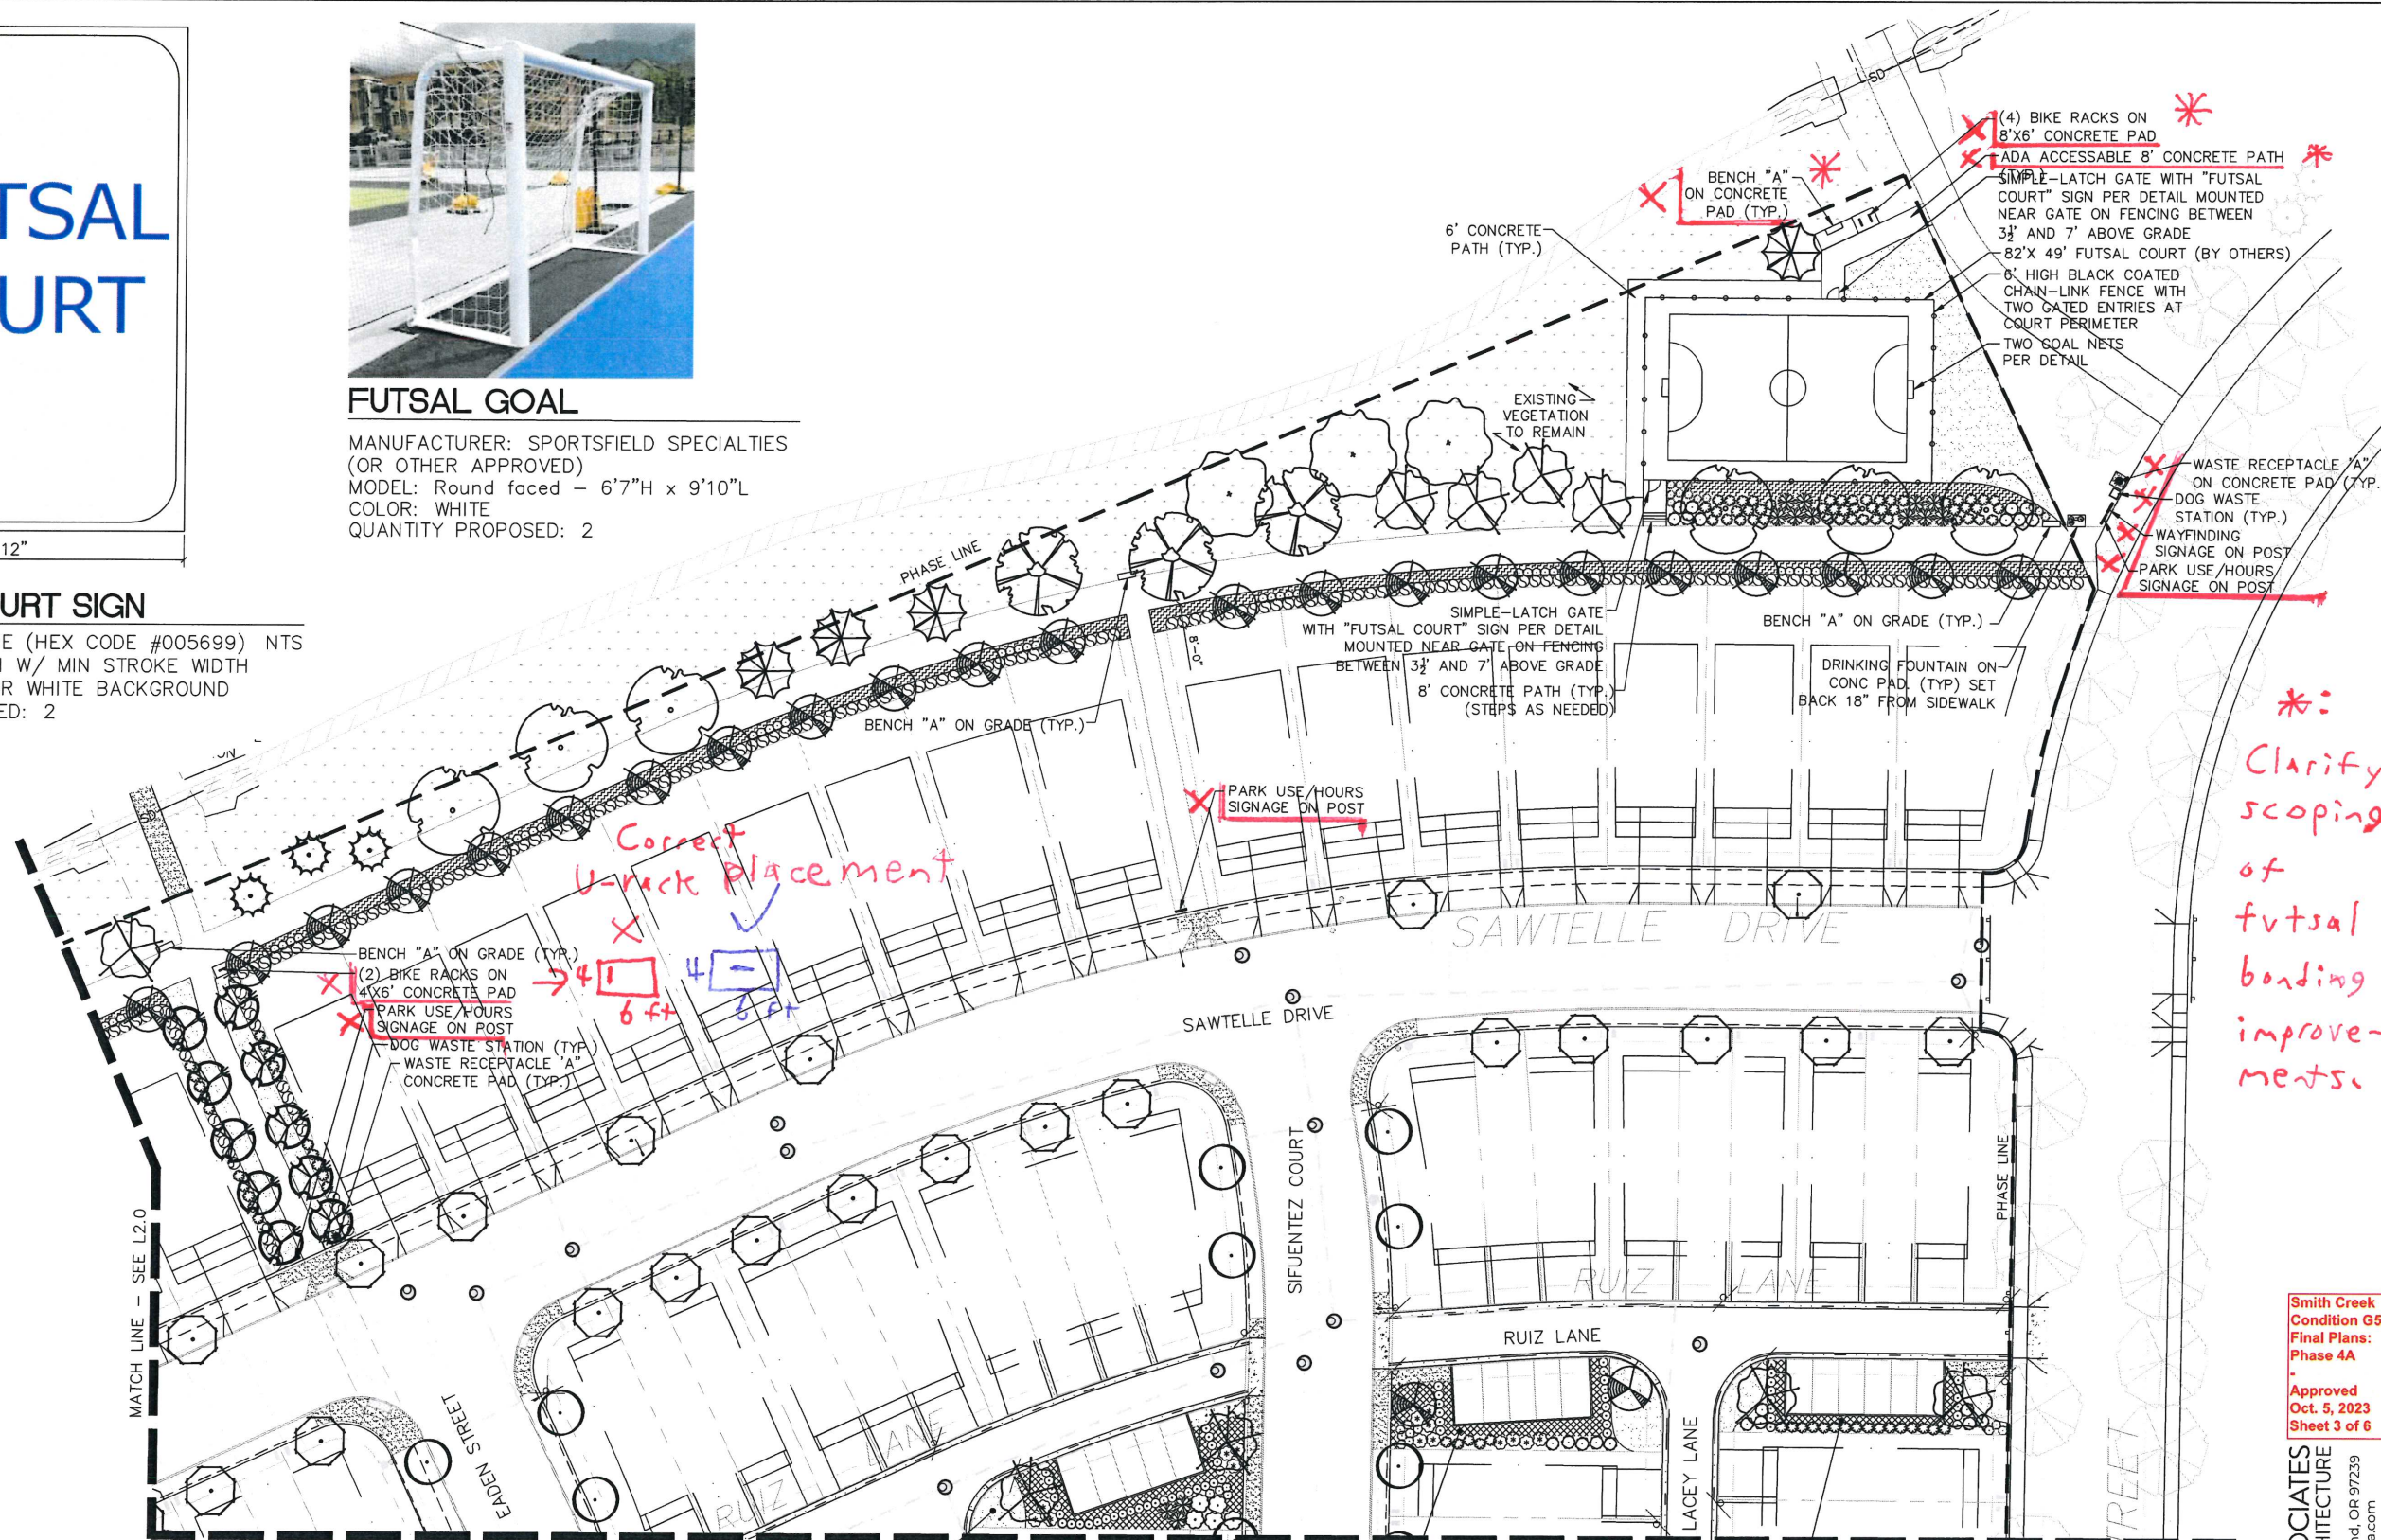 TSAL
URT
12"
URT SIGN
E (HEX CODE #005699) NTS
W/ MIN STROKE WIDTH
R WHITE BACKGROUND
ED: 2
FUTSAL GOAL
MANUFACTURER: SPORTSFIELD SPECIALTIES
(OR OTHER APPROVED)
MODEL: Round faced – 6'7"H x 9'10"L
COLOR: WHITE
QUANTITY PROPOSED: 2
SD
(4) BIKE RACKS ON
8'X6' CONCRETE PAD
ADA ACCESSABLE 8' CONCRETE PATH
(TYP.)
SIMPLE–LATCH GATE WITH "FUTSAL
COURT" SIGN PER DETAIL MOUNTED
NEAR GATE ON FENCING BETWEEN
3½' AND 7' ABOVE GRADE
82'X 49' FUTSAL COURT (BY OTHERS)
6' HIGH BLACK COATED
CHAIN–LINK FENCE WITH
TWO GATED ENTRIES AT
COURT PERIMETER
TWO GOAL NETS
PER DETAIL
BENCH "A"
ON CONCRETE
PAD (TYP.)
6' CONCRETE
PATH (TYP.)
EXISTING
VEGETATION
TO REMAIN
WASTE RECEPTACLE 'A"
ON CONCRETE PAD (TYP.
DOG WASTE
STATION (TYP.)
WAYFINDING
SIGNAGE ON POST
PARK USE/HOURS
SIGNAGE ON POST
PHASE LINE
8'-0"
SIMPLE–LATCH GATE
WITH "FUTSAL COURT" SIGN PER DETAIL
MOUNTED NEAR GATE ON FENCING
BETWEEN 3½' AND 7' ABOVE GRADE
8' CONCRETE PATH (TYP.)
(STEPS AS NEEDED)
BENCH "A" ON GRADE (TYP.)
DRINKING FOUNTAIN ON
CONC PAD. (TYP) SET
BACK 18" FROM SIDEWALK
BENCH "A" ON GRADE (TYP.)
PARK USE/HOURS
SIGNAGE ON POST
*:
Clarify
scoping
of
futsal
bonding
improve-
ments.
Correct
U-rack placement
4
6 ft
4
6 ft
BENCH "A" ON GRADE (TYP.)
(2) BIKE RACKS ON
4'X6' CONCRETE PAD
PARK USE/HOURS
SIGNAGE ON POST
DOG WASTE STATION (TYP.)
WASTE RECEPTACLE 'A"
CONCRETE PAD (TYP.)
SAWTELLE DRIVE
SAWTELLE DRIVE
SIFUENTEZ COURT
PHASE LINE
MATCH LINE – SEE L2.0
EADEN STREET
RUIZ LANE
RUIZ LANE
RUIZ LANE
LACEY LANE
REET
Smith Creek
Condition G5
Final Plans:
Phase 4A
-
Approved
Oct. 5, 2023
Sheet 3 of 6
OCIATES
HITECTURE
nd, OR 97239
a.com